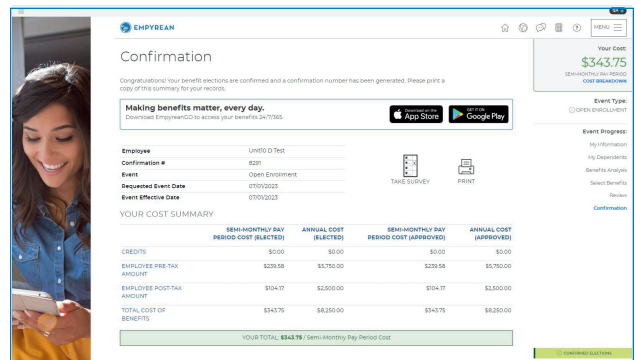 EMPYREAN
MENU
Confirmation
Congratulations! Your benefit elections are confirmed and a confirmation number has been generated. Please print a
copy of this summary for your records.
Making benefits matter, every day.
Download EmpyreanGO to access your benefits 24/7/365.
Download on the
App Store
GET IT ON
Google Play
Employee Unit10 D Test
Confirmation # 8291
Event Open Enrollment
Requested Event Date 07/01/2023
Event Effective Date 07/01/2023
TAKE SURVEY
PRINT
YOUR COST SUMMARY
SEMI-MONTHLY PAY PERIOD COST (ELECTED) ANNUAL COST (ELECTED) SEMI-MONTHLY PAY PERIOD COST (APPROVED) ANNUAL COST (APPROVED)
CREDITS $0.00 $0.00 $0.00 $0.00
EMPLOYEE PRE-TAX AMOUNT $239.58 $5,750.00 $239.58 $5,750.00
EMPLOYEE POST-TAX AMOUNT $104.17 $2,500.00 $104.17 $2,500.00
TOTAL COST OF BENEFITS $343.75 $8,250.00 $343.75 $8,250.00
YOUR TOTAL: $343.75 / Semi-Monthly Pay Period Cost
Your Cost:
$343.75
SEMI-MONTHLY PAY PERIOD
COST BREAKDOWN
Event Type:
OPEN ENROLLMENT
Event Progress:
My Information
My Dependents
Benefits Analysis
Select Benefits
Review
Confirmation
CONFIRMED ELECTIONS